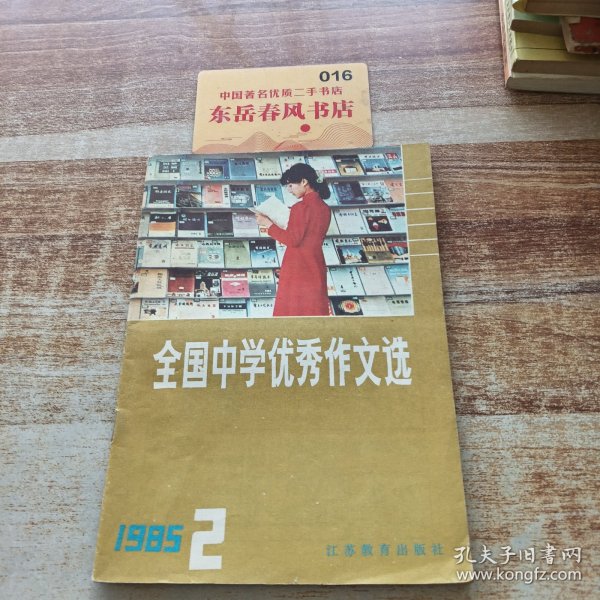 016
中国著名优质二手书店
东岳春风书店
全国中学优秀作文选
1985 2
江苏教育出版社
孔夫子旧书网
www.kongfz.com